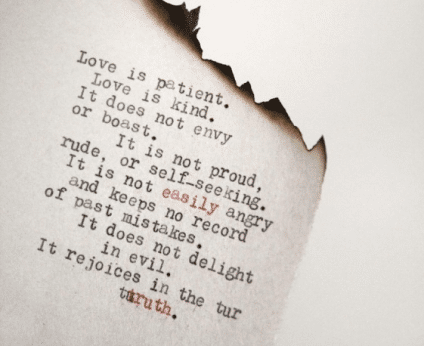 Love is patient.
Love is kind.
It does not envy
or boast.
It is not proud,
rude, or self-seeking.
It is not easily angry
and keeps no record
of past mistakes.
It does not delight
in evil.
It rejoices in the tur
truth.